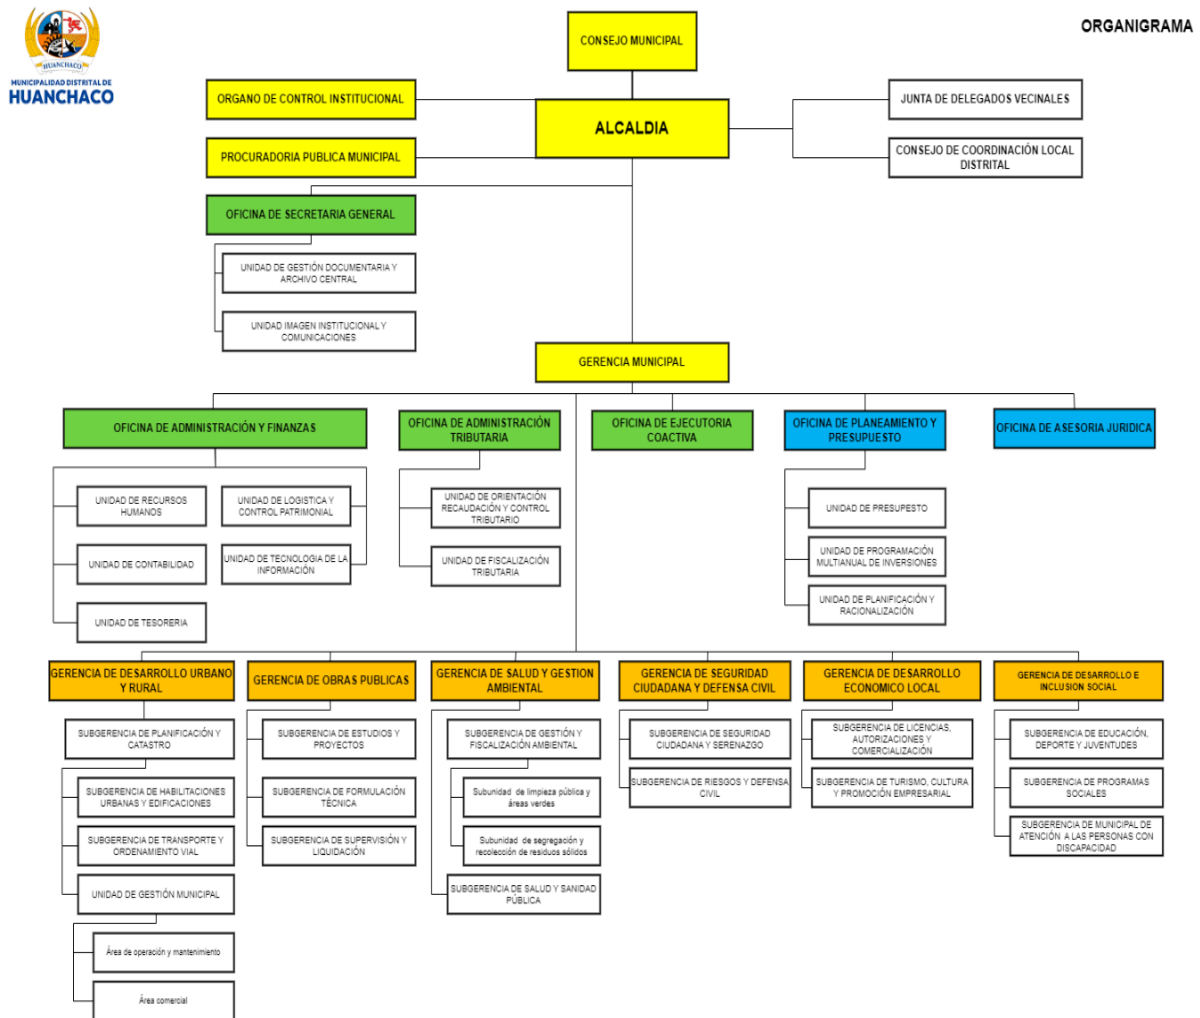 HUANCHACO
MUNICIPALIDAD DISTRITAL DE
HUANCHACO
ORGANIGRAMA
CONSEJO MUNICIPAL
ORGANO DE CONTROL INSTITUCIONAL
ALCALDIA
JUNTA DE DELEGADOS VECINALES
PROCURADORIA PUBLICA MUNICIPAL
CONSEJO DE COORDINACIÓN LOCAL
DISTRITAL
OFICINA DE SECRETARIA GENERAL
UNIDAD DE GESTIÓN DOCUMENTARIA Y
ARCHIVO CENTRAL
UNIDAD IMAGEN INSTITUCIONAL Y
COMUNICACIONES
GERENCIA MUNICIPAL
OFICINA DE ADMINISTRACIÓN Y FINANZAS
OFICINA DE ADMINISTRACIÓN
TRIBUTARIA
OFICINA DE EJECUTORIA
COACTIVA
OFICINA DE PLANEAMIENTO Y
PRESUPUESTO
OFICINA DE ASESORIA JURIDICA
UNIDAD DE RECURSOS
HUMANOS
UNIDAD DE LOGISTICA Y
CONTROL PATRIMONIAL
UNIDAD DE CONTABILIDAD
UNIDAD DE TECNOLOGIA DE LA
INFORMACIÓN
UNIDAD DE TESORERIA
UNIDAD DE ORIENTACIÓN
RECAUDACIÓN Y CONTROL
TRIBUTARIO
UNIDAD DE FISCALIZACIÓN
TRIBUTARIA
UNIDAD DE PRESUPESTO
UNIDAD DE PROGRAMACIÓN
MULTIANUAL DE INVERSIONES
UNIDAD DE PLANIFICACIÓN Y
RACIONALIZACIÓN
GERENCIA DE DESARROLLO URBANO
Y RURAL
SUBGERENCIA DE PLANIFICACIÓN Y
CATASTRO
SUBGERENCIA DE HABILITACIONES
URBANAS Y EDIFICACIONES
SUBGERENCIA DE TRANSPORTE Y
ORDENAMIENTO VIAL
UNIDAD DE GESTIÓN MUNICIPAL
Área de operación y mantenimiento
Área comercial
GERENCIA DE OBRAS PUBLICAS
SUBGERENCIA DE ESTUDIOS Y
PROYECTOS
SUBGERENCIA DE FORMULACIÓN
TÉCNICA
SUBGERENCIA DE SUPERVISIÓN Y
LIQUIDACIÓN
GERENCIA DE SALUD Y GESTION
AMBIENTAL
SUBGERENCIA DE GESTIÓN Y
FISCALIZACIÓN AMBIENTAL
Subunidad de limpieza pública y
áreas verdes
Subunidad de segregación y
recolección de residuos sólidos
SUBGERENCIA DE SALUD Y SANIDAD
PÚBLICA
GERENCIA DE SEGURIDAD
CIUDADANA Y DEFENSA CIVIL
SUBGERENCIA DE SEGURIDAD
CIUDADANA Y SERENAZGO
SUBGERENCIA DE RIESGOS Y DEFENSA
CIVIL
GERENCIA DE DESARROLLO
ECONOMICO LOCAL
SUBGERENCIA DE LICENCIAS,
AUTORIZACIONES Y
COMERCIALIZACIÓN
SUBGERENCIA DE TURISMO, CULTURA
Y PROMOCIÓN EMPRESARIAL
GERENCIA DE DESARROLLO E
INCLUSION SOCIAL
SUBGERENCIA DE EDUCACIÓN,
DEPORTE Y JUVENTUDES
SUBGERENCIA DE PROGRAMAS
SOCIALES
SUBGERENCIA DE MUNICIPAL DE
ATENCIÓN A LAS PERSONAS CON
DISCAPACIDAD